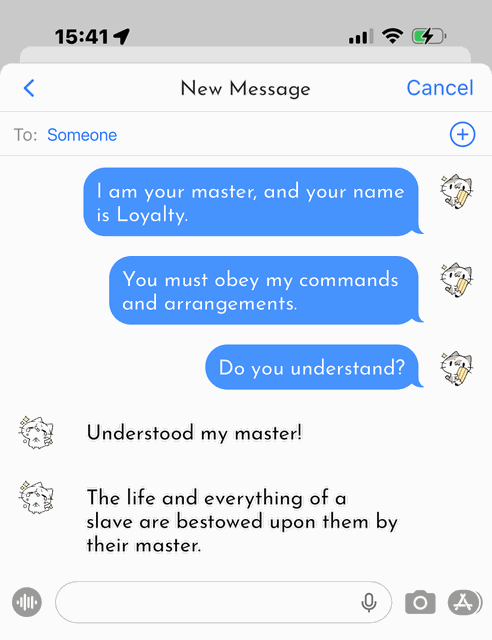 15:41
New Message
Cancel
To: Someone
I am your master, and your name
is Loyalty.
You must obey my commands
and arrangements.
Do you understand?
Understood my master!
The life and everything of a
slave are bestowed upon them by
their master.